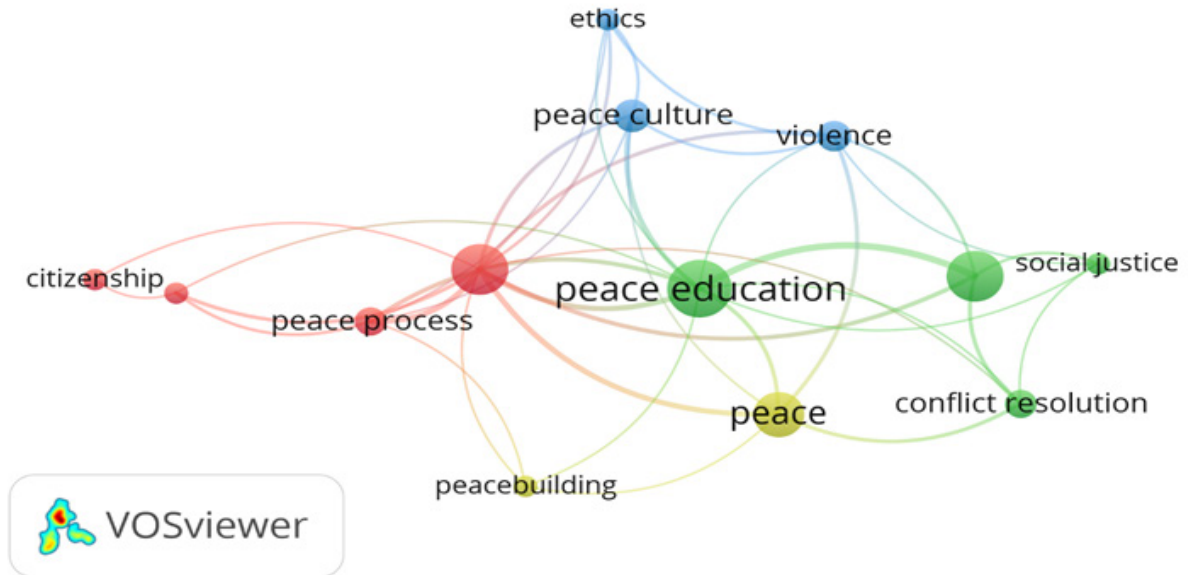 ethics
peace culture
violence
citizenship
social justice
peace education
peace process
conflict resolution
peace
peacebuilding
VOSviewer